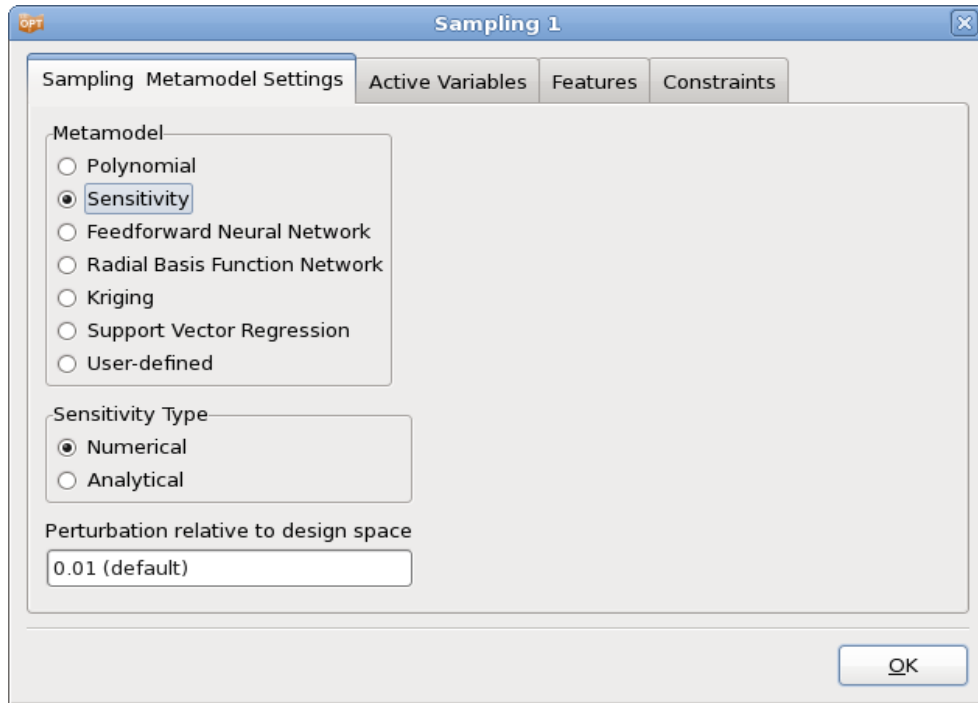 OPT
Sampling 1
Sampling Metamodel Settings
Active Variables
Features
Constraints
Metamodel
Polynomial
Sensitivity
Feedforward Neural Network
Radial Basis Function Network
Kriging
Support Vector Regression
User-defined
Sensitivity Type
Numerical
Analytical
Perturbation relative to design space
0.01 (default)
OK